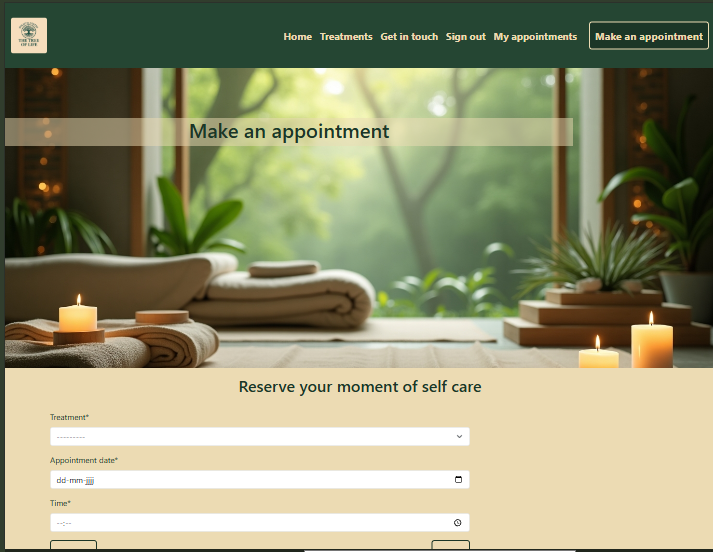 THE TREE
OF LIFE
Home Treatments Get in touch Sign out My appointments Make an appointment
Make an appointment
Reserve your moment of self care
Treatment*
---------
Appointment date*
dd-mm-jjjj
Time*
--:--